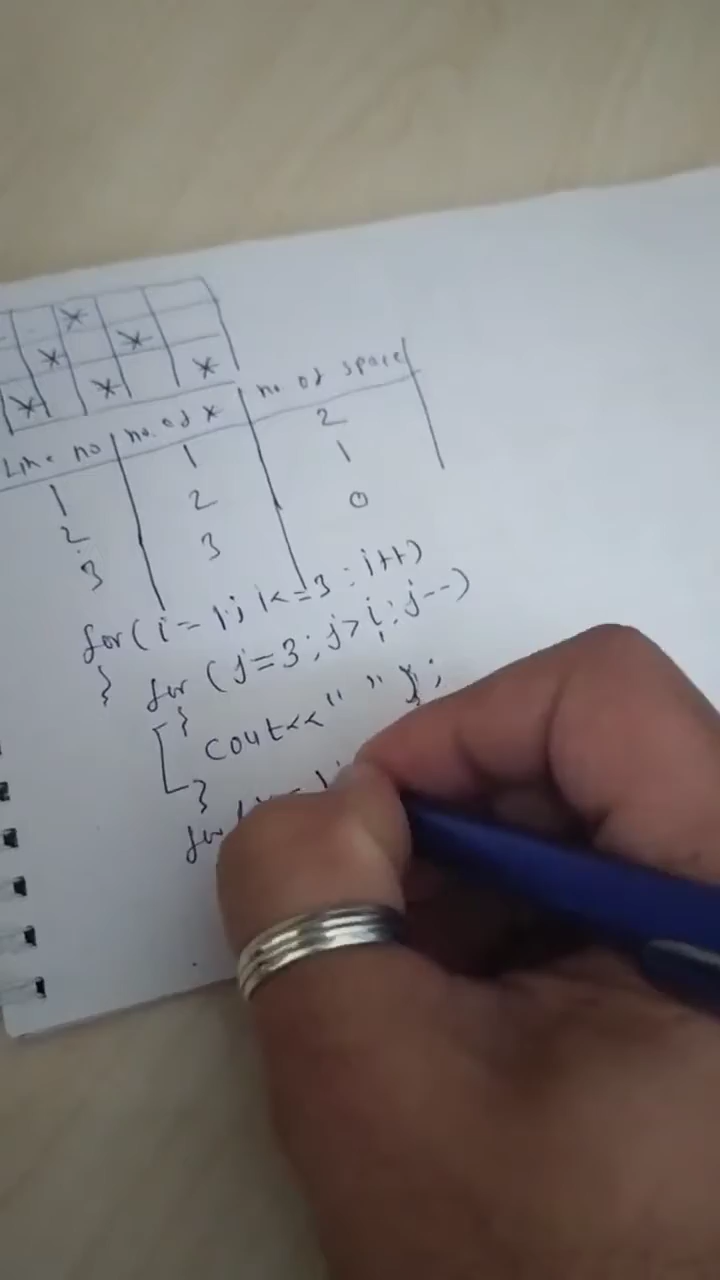 * 
* *
* * *
Line no | no. of * | no of space
1 | 1 | 2
2 | 2 | 1
3 | 3 | 0
for(i=1; i<=3; i++)
{ for (j=3; j>i; j--)
{
cout<<" ";
}
for